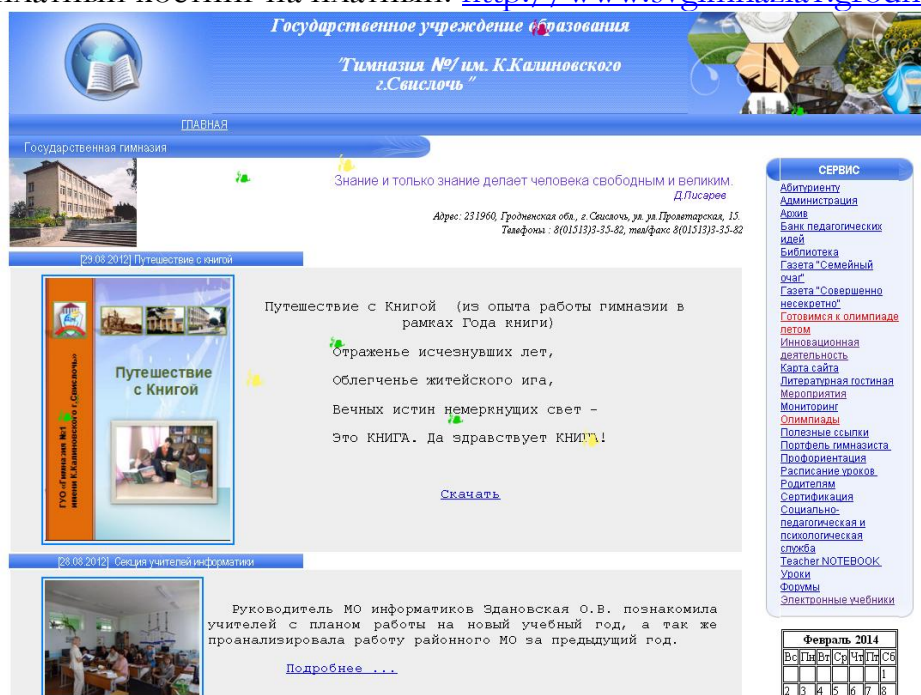 платный хостинг на платный. http://www.svgimnazia1.grodn
Государственное учреждение образования
"Гимназия №1 им. К.Калиновского
г.Свислочь"
ГЛАВНАЯ
Государственная гимназия
Знание и только знание делает человека свободным и великим.
Д.Писарев
Адрес: 231960, Гродненская обл., г. Свислочь, ул. ул.Пролетарская, 15.
Телефоны : 8(01513)3-35-82, тел/факс 8(01513)3-35-82
[29.08.2012] Путешествие с книгой
ГУО «Гимназия №1
имени К.Калиновского г.Свислочь»
Путешествие
с Книгой
Путешествие с Книгой (из опыта работы гимназии в
рамках Года книги)
Отраженье исчезнувших лет,
Облегченье житейского ига,
Вечных истин немеркнущих свет -
Это КНИГА. Да здравствует КНИГА!
Скачать
[28.08.2012] Секция учителей информатики
Руководитель МО информатиков Здановская О.В. познакомила
учителей с планом работы на новый учебный год, а так же
проанализировала работу районного МО за предыдущий год.
Подробнее ...
СЕРВИС
Абитуриенту
Администрация
Архив
Банк педагогических
идей
Библиотека
Газета "Семейный
очаг"
Газета "Совершенно
несекретно"
Готовимся к олимпиаде
летом
Инновационная
деятельность
Карта сайта
Литературная гостиная
Мероприятия
Мониторинг
Олимпиады
Полезные ссылки
Портфель гимназиста
Профориентация
Расписание уроков
Родителям
Сертификация
Социально-
педагогическая и
психологическая
служба
Teacher NOTEBOOK
Уроки
Форумы
Электронные учебники
Февраль 2014
Вс Пн Вт Ср Чт Пт Сб
1
2 3 4 5 6 7 8